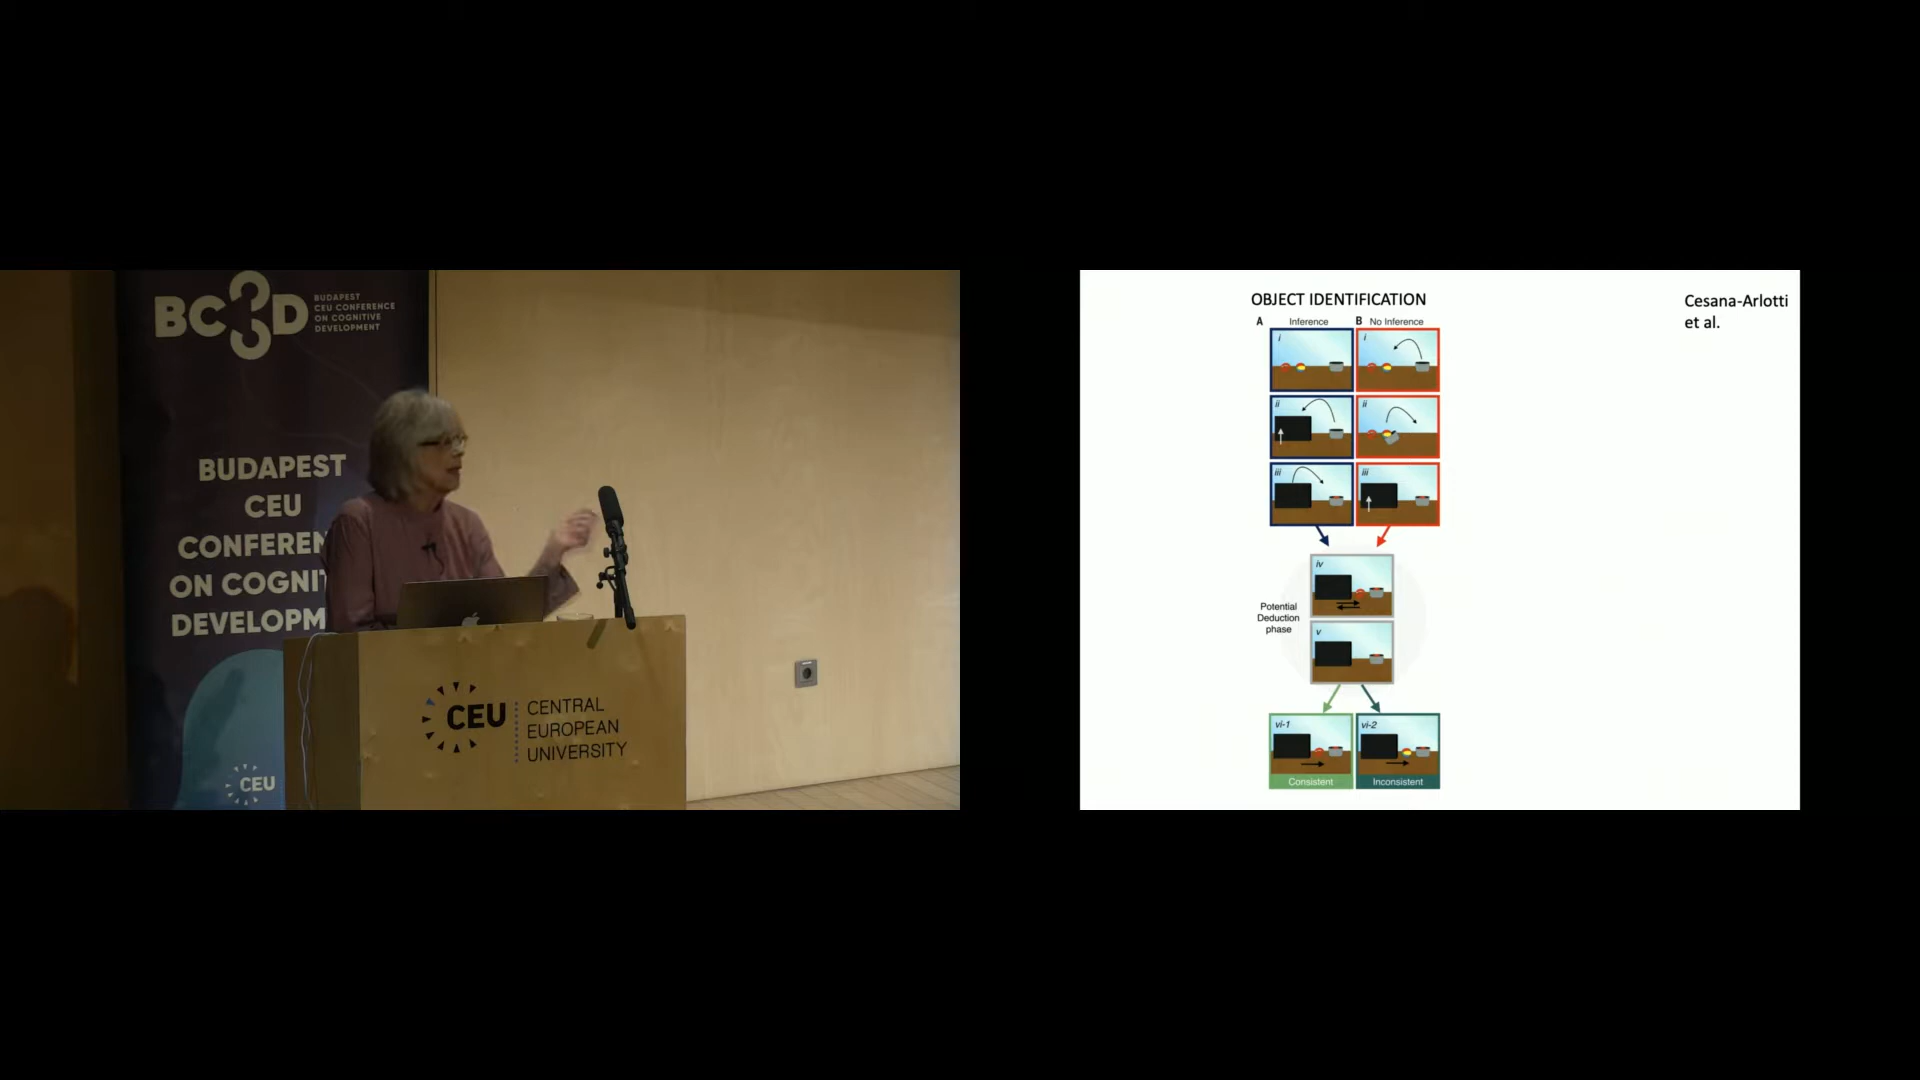 BC3D
BUDAPEST
CEU CONFERENCE
ON COGNITIVE
DEVELOPMENT
BUDAPEST
CEU
CONFEREN
ON COGNIT
DEVELOPM
CEU
CEU
CENTRAL
EUROPEAN
UNIVERSITY
OBJECT IDENTIFICATION
Cesana-Arlotti
et al.
A Inference B No Inference
i i
ii ii
iii iii
iv
Potential
Deduction
phase
v
vi-1 vi-2
Consistent Inconsistent